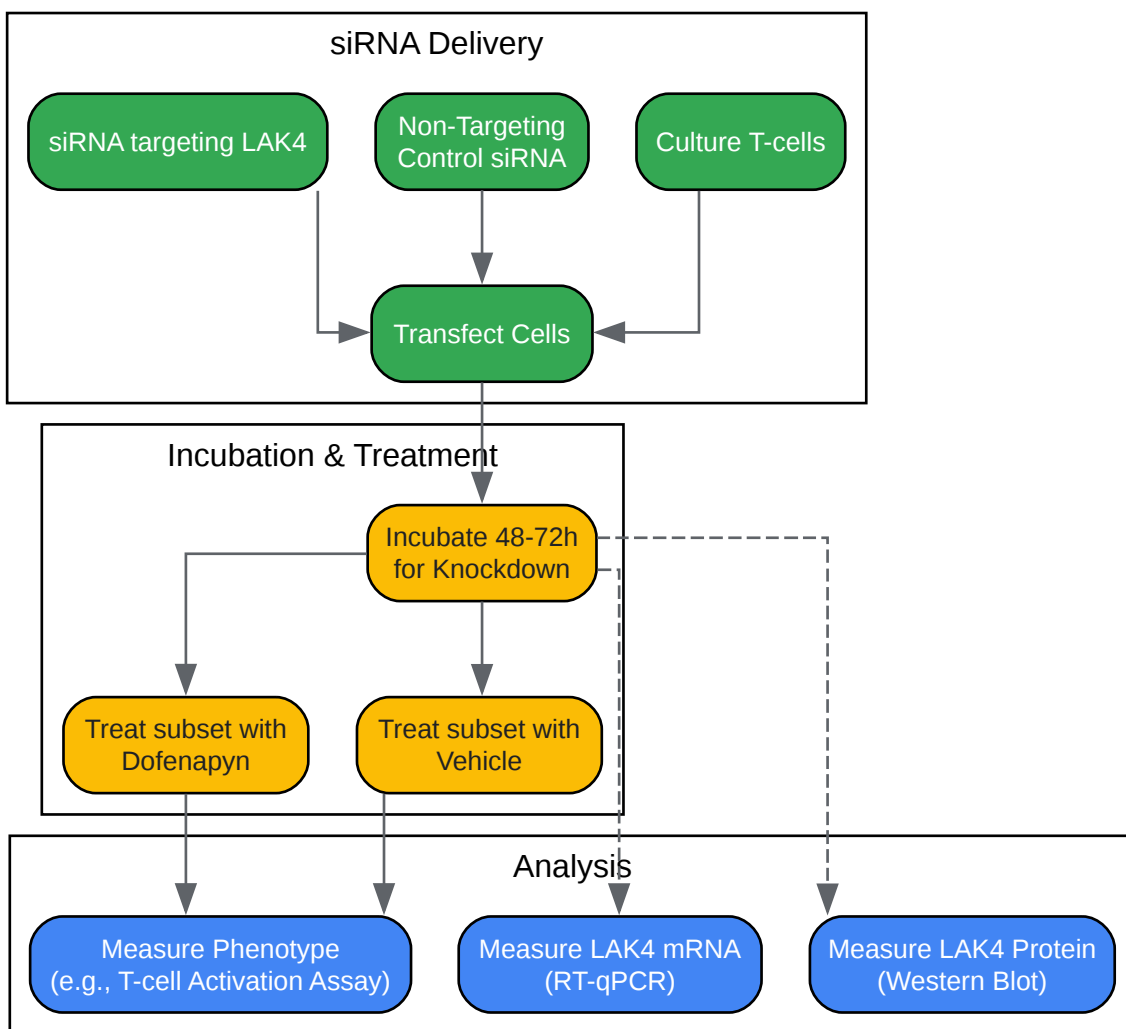 siRNA Delivery
siRNA targeting LAK4
Non-Targeting
Control siRNA
Culture T-cells
Transfect Cells
Incubation & Treatment
Incubate 48-72h
for Knockdown
Treat subset with
Dofenapyn
Treat subset with
Vehicle
Analysis
Measure Phenotype
(e.g., T-cell Activation Assay)
Measure LAK4 mRNA
(RT-qPCR)
Measure LAK4 Protein
(Western Blot)